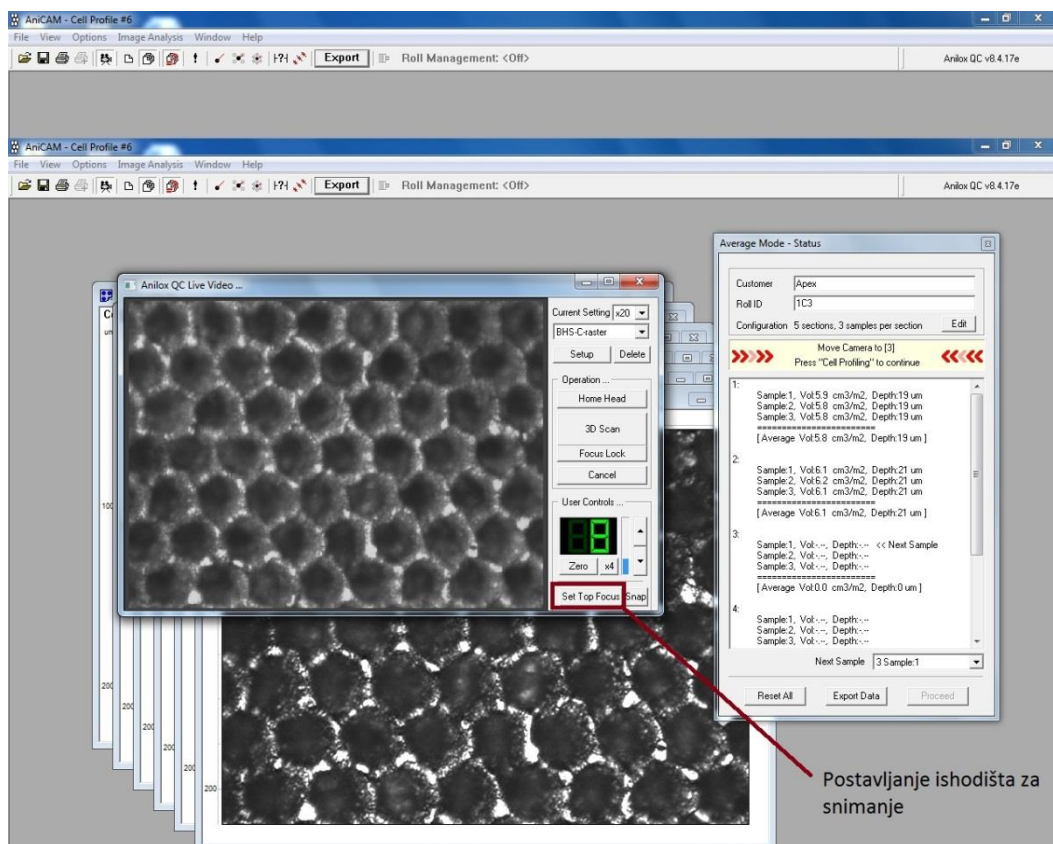 AniCAM - Cell Profile #6
File View Options Image Analysis Window Help
Export Roll Management: <Off> Anilox QC v8.4.17e
AniCAM - Cell Profile #6
File View Options Image Analysis Window Help
Export Roll Management: <Off> Anilox QC v8.4.17e
Anilox QC Live Video ...
Current Setting x20
BHS-C-raster
Setup Delete
Operation ...
Home Head
3D Scan
Focus Lock
Cancel
User Controls ...
Zero x4
Set Top Focus Snap
100
200
200
200
200
200
200
Average Mode - Status
Customer Apex
Roll ID 1C3
Configuration 5 sections, 3 samples per section Edit
Move Camera to [3]
Press "Cell Profiling" to continue
1:
Sample:1, Vol:5.9 cm3/m2, Depth:19 um
Sample:2, Vol:5.8 cm3/m2, Depth:19 um
Sample:3, Vol:5.8 cm3/m2, Depth:19 um
========================
[ Average Vol:5.8 cm3/m2, Depth:19 um ]
2:
Sample:1, Vol:6.1 cm3/m2, Depth:21 um
Sample:2, Vol:6.2 cm3/m2, Depth:21 um
Sample:3, Vol:6.1 cm3/m2, Depth:21 um
========================
[ Average Vol:6.1 cm3/m2, Depth:21 um ]
3:
Sample:1, Vol:-.--, Depth:-.-- << Next Sample
Sample:2, Vol:-.--, Depth:-.--
Sample:3, Vol:-.--, Depth:-.--
========================
[ Average Vol:0.0 cm3/m2, Depth:0 um ]
4:
Sample:1, Vol:-.--, Depth:-.--
Sample:2, Vol:-.--, Depth:-.--
Sample:3, Vol:-.--, Depth:-.--
Next Sample 3 Sample:1
Reset All Export Data Proceed
Postavljanje ishodišta za
snimanje